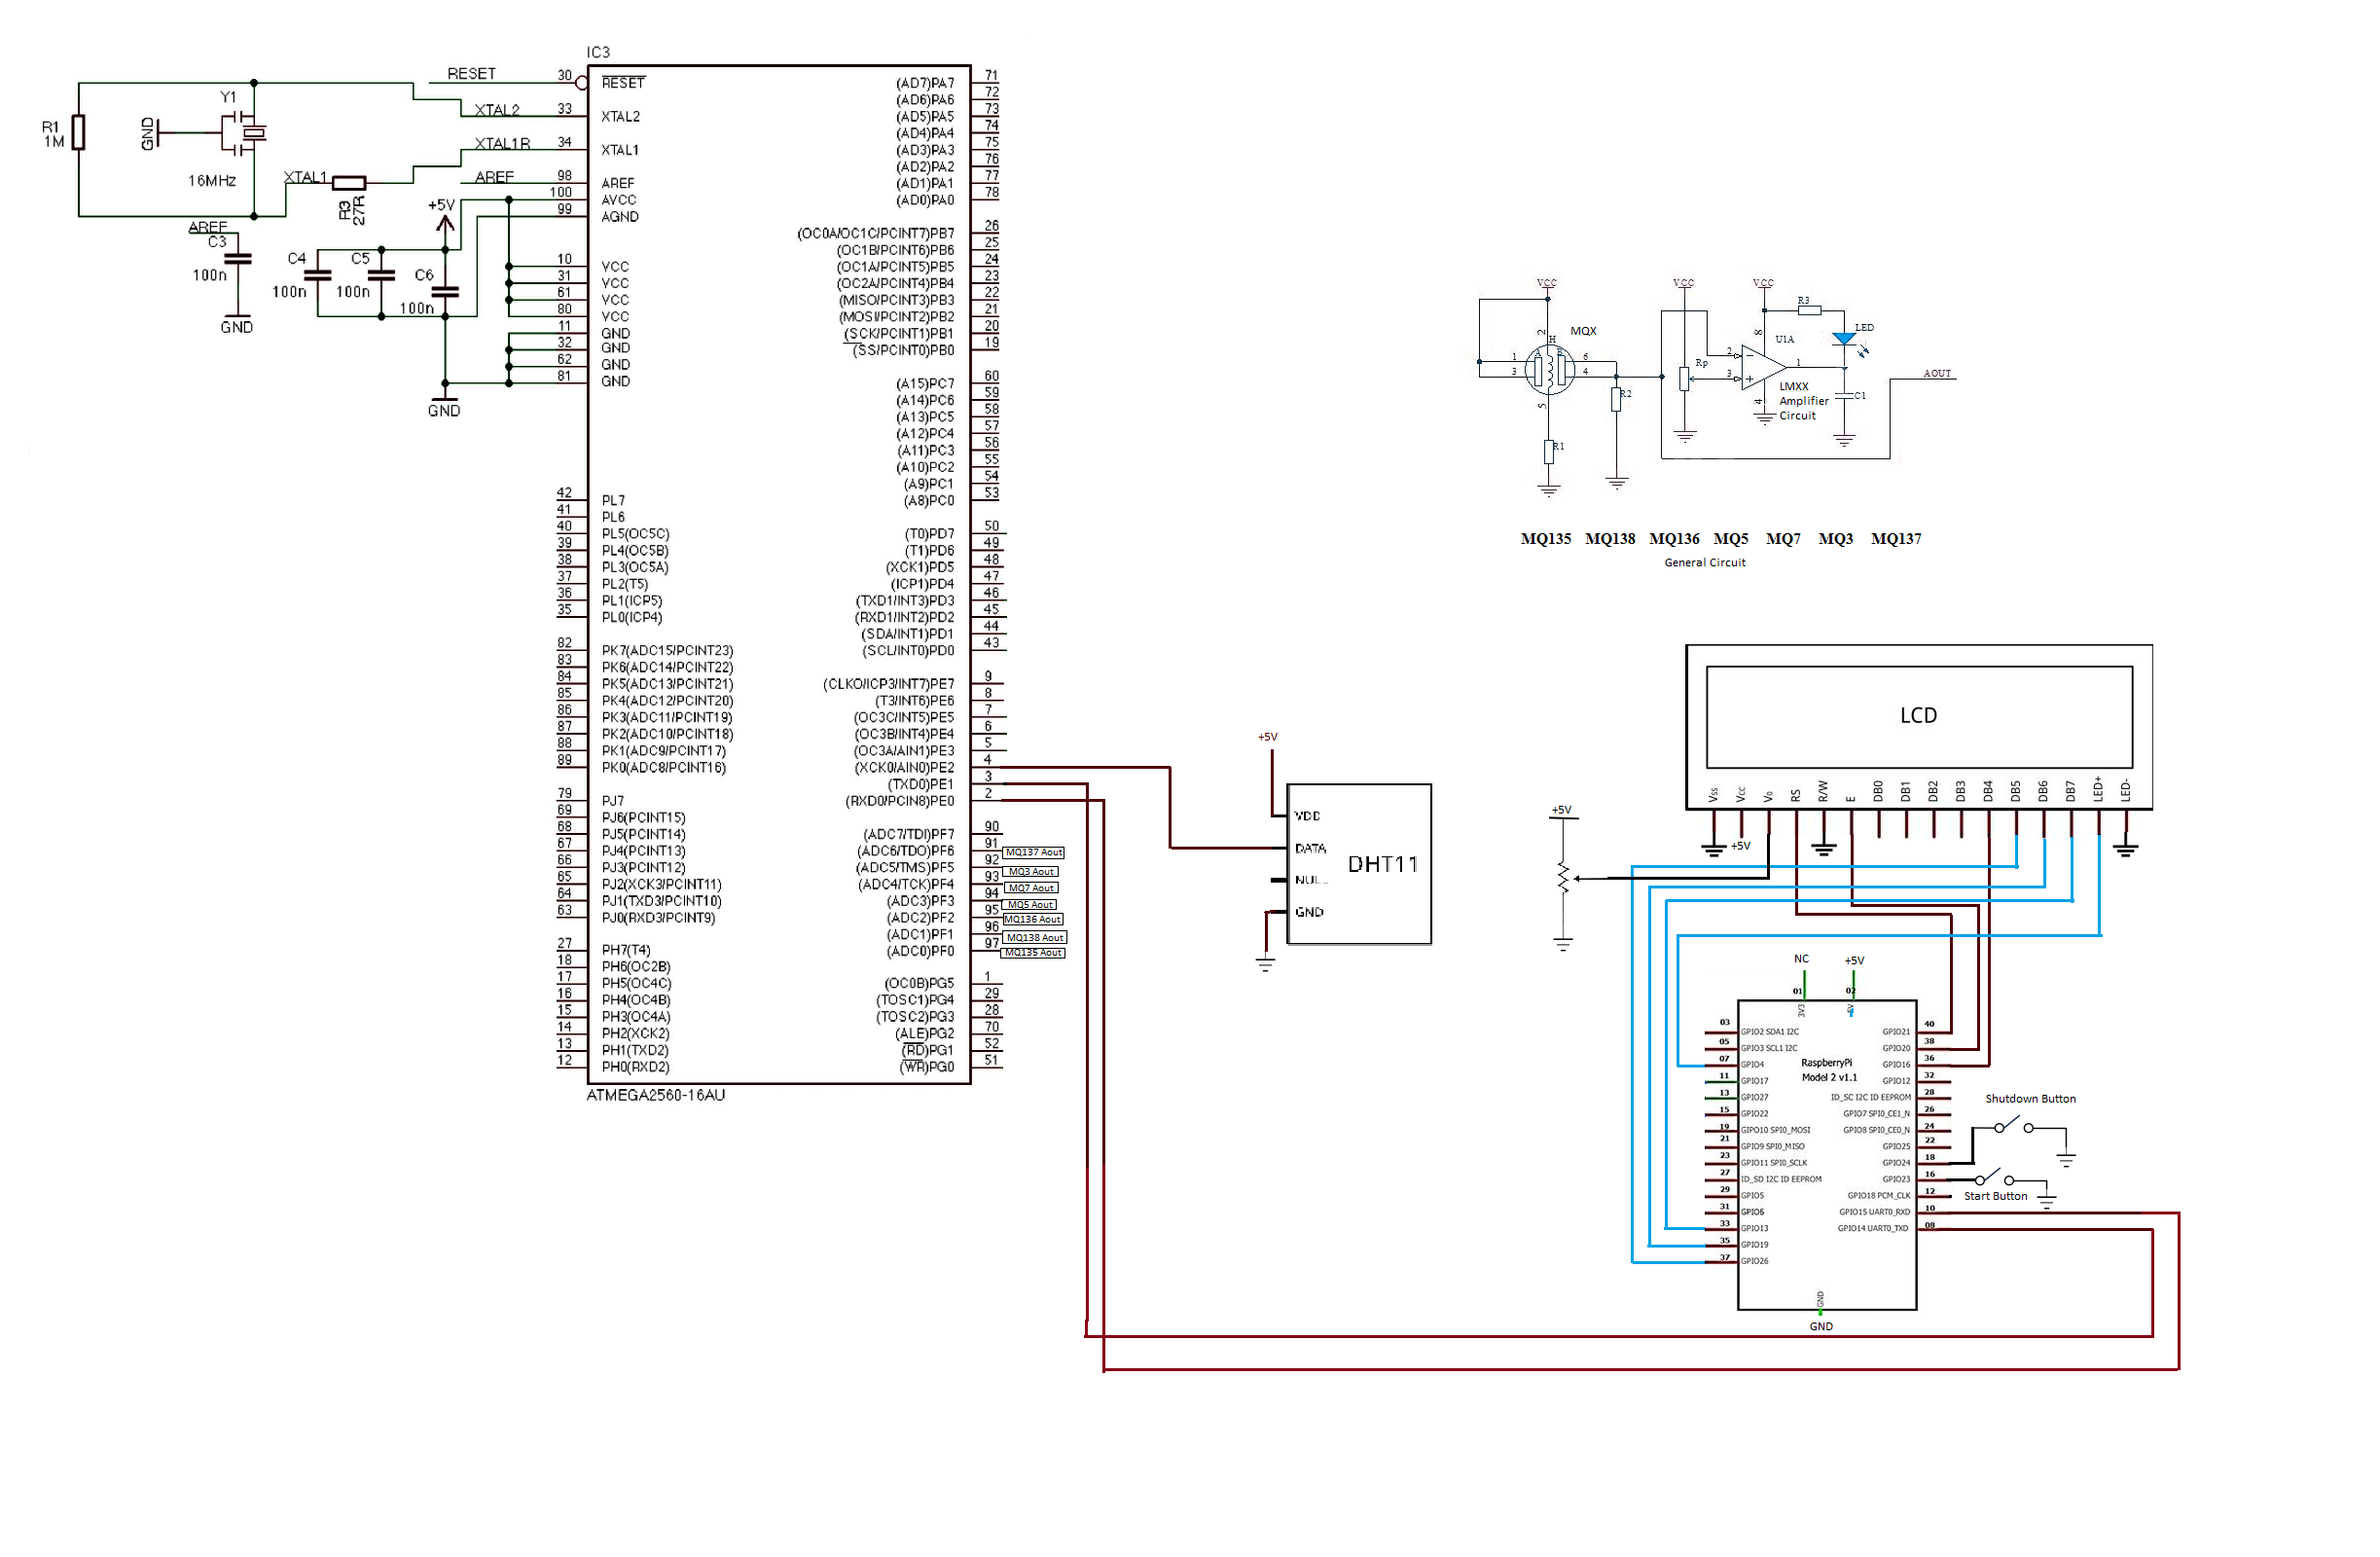 IC3
RESET 30 RESET
XTAL2 33 XTAL2
XTAL1R 34 XTAL1
AREF 98 AREF
100 AVCC
99 AGND
10 VCC
31 VCC
61 VCC
80 VCC
11 GND
32 GND
62 GND
81 GND
R1
1M
GND
Y1
16MHz
XTAL1
R3
27R
AREF
C3
100n
GND
+5V
C4
100n
C5
100n
C6
100n
GND
42 PL7
41 PL6
40 PL5(OC5C)
39 PL4(OC5B)
38 PL3(OC5A)
37 PL2(T5)
36 PL1(ICP5)
35 PL0(ICP4)
82 PK7(ADC15/PCINT23)
83 PK6(ADC14/PCINT22)
84 PK5(ADC13/PCINT21)
85 PK4(ADC12/PCINT20)
86 PK3(ADC11/PCINT19)
87 PK2(ADC10/PCINT18)
88 PK1(ADC9/PCINT17)
89 PK0(ADC8/PCINT16)
79 PJ7
69 PJ6(PCINT15)
68 PJ5(PCINT14)
67 PJ4(PCINT13)
66 PJ3(PCINT12)
65 PJ2(XCK3/PCINT11)
64 PJ1(TXD3/PCINT10)
63 PJ0(RXD3/PCINT9)
27 PH7(T4)
18 PH6(OC2B)
17 PH5(OC4C)
16 PH4(OC4B)
15 PH3(OC4A)
14 PH2(XCK2)
13 PH1(TXD2)
12 PH0(RXD2)
(AD7)PA7 71
(AD6)PA6 72
(AD5)PA5 73
(AD4)PA4 74
(AD3)PA3 75
(AD2)PA2 76
(AD1)PA1 77
(AD0)PA0 78
(OC0A/OC1C/PCINT7)PB7 26
(OC1B/PCINT6)PB6 25
(OC1A/PCINT5)PB5 24
(OC2A/PCINT4)PB4 23
(MISO/PCINT3)PB3 22
(MOSI/PCINT2)PB2 21
(SCK/PCINT1)PB1 20
(SS/PCINT0)PB0 19
(A15)PC7 60
(A14)PC6 59
(A13)PC5 58
(A12)PC4 57
(A11)PC3 56
(A10)PC2 55
(A9)PC1 54
(A8)PC0 53
(T0)PD7 50
(T1)PD6 49
(XCK1)PD5 48
(ICP1)PD4 47
(TXD1/INT3)PD3 46
(RXD1/INT2)PD2 45
(SDA/INT1)PD1 44
(SCL/INT0)PD0 43
(CLKO/ICP3/INT7)PE7 9
(T3/INT6)PE6 8
(OC3C/INT5)PE5 7
(OC3B/INT4)PE4 6
(OC3A/AIN1)PE3 5
(XCK0/AIN0)PE2 4
(TXD0)PE1 3
(RXD0/PCIN8)PE0 2
(ADC7/TDI)PF7 90
(ADC6/TDO)PF6 91 MQ137 Aout
(ADC5/TMS)PF5 92 MQ3 Aout
(ADC4/TCK)PF4 93 MQ7 Aout
(ADC3)PF3 94 MQ5 Aout
(ADC2)PF2 95 MQ136 Aout
(ADC1)PF1 96 MQ138 Aout
(ADC0)PF0 97 MQ135 Aout
(OC0B)PG5 1
(TOSC1)PG4 29
(TOSC2)PG3 28
(ALE)PG2 70
(RD)PG1 52
(WR)PG0 51
ATMEGA2560-16AU
VCC VCC VCC
2 H MQX
1 A B 6
3 4
5
R1
R2
Rp
R3
LED
8 U1A
2 − 1
3 +
4
LMXX
Amplifier
Circuit
C1
AOUT
MQ135 MQ138 MQ136 MQ5 MQ7 MQ3 MQ137
General Circuit
+5V
VDD
DATA
NULL
GND
DHT11
LCD
Vss Vcc V0 RS R/W E DB0 DB1 DB2 DB3 DB4 DB5 DB6 DB7 LED+ LED-
+5V
+5V
NC +5V
01 02
3V3 5V
RaspberryPi
Model 2 v1.1
03 GPIO2 SDA1 I2C
05 GPIO3 SCL1 I2C
07 GPIO4
11 GPIO17
13 GPIO27
15 GPIO22
19 GIPO10 SPI0_MOSI
21 GPIO9 SPI0_MISO
23 GPIO11 SPI0_SCLK
27 ID_SD I2C ID EEPROM
29 GPIO5
31 GPIO6
33 GPIO13
35 GPIO19
37 GPIO26
GPIO21 40
GPIO20 38
GPIO16 36
GPIO12 32
ID_SC I2C ID EEPROM 28
GPIO7 SPI0_CE1_N 26
GPIO8 SPI0_CE0_N 24
GPIO25 22
GPIO24 18
GPIO23 16
GPIO18 PCM_CLK 12
GPIO15 UART0_RXD 10
GPIO14 UART0_TXD 08
GND
GND
Shutdown Button
Start Button